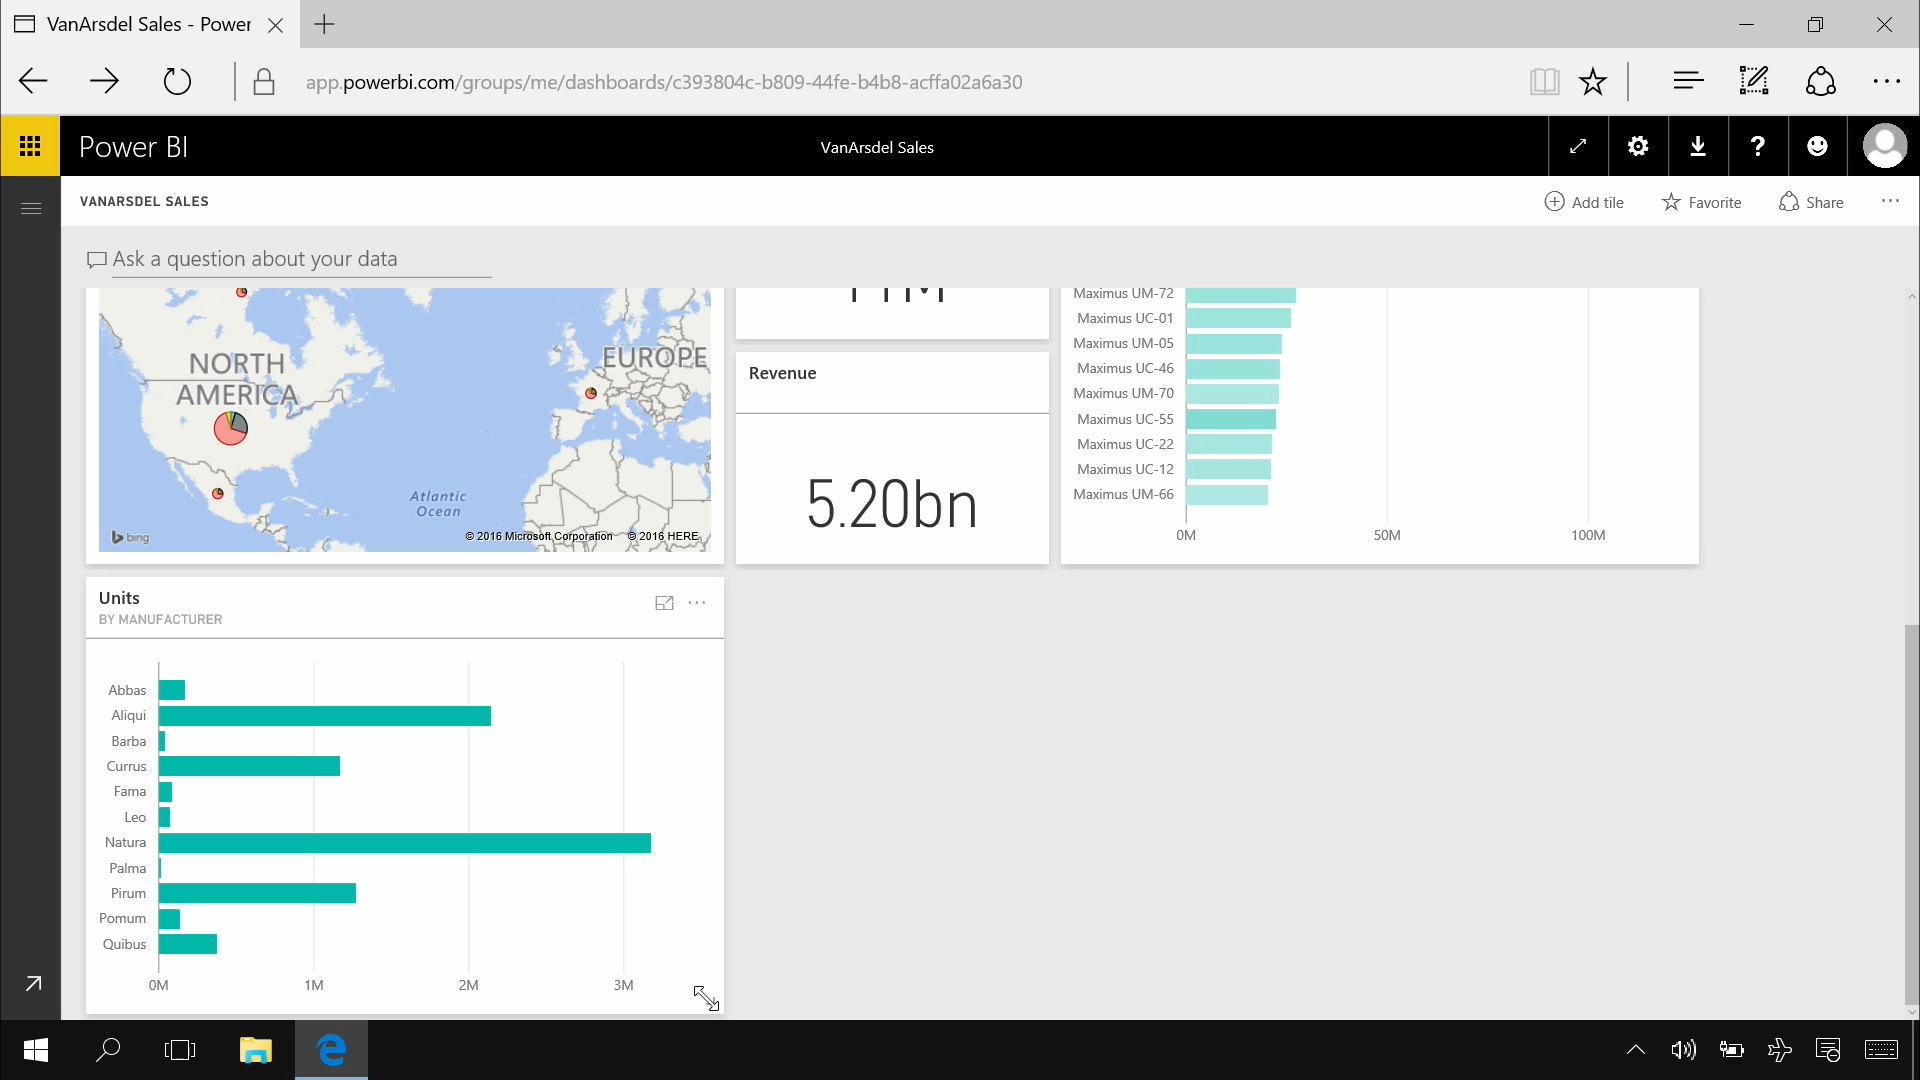 VanArsdel Sales - Power
app.powerbi.com/groups/me/dashboards/c393804c-b809-44fe-b4b8-acffa02a6a30
Power BI
VanArsdel Sales
?
VANARSDEL SALES
Add tile
Favorite
Share
Ask a question about your data
NORTH
AMERICA
EUROPE
Atlantic
Ocean
bing
© 2016 Microsoft Corporation © 2016 HERE
Revenue
5.20bn
Maximus UM-72
Maximus UC-01
Maximus UM-05
Maximus UC-46
Maximus UM-70
Maximus UC-55
Maximus UC-22
Maximus UC-12
Maximus UM-66
0M 50M 100M
Units
BY MANUFACTURER
Abbas
Aliqui
Barba
Currus
Fama
Leo
Natura
Palma
Pirum
Pomum
Quibus
0M 1M 2M 3M